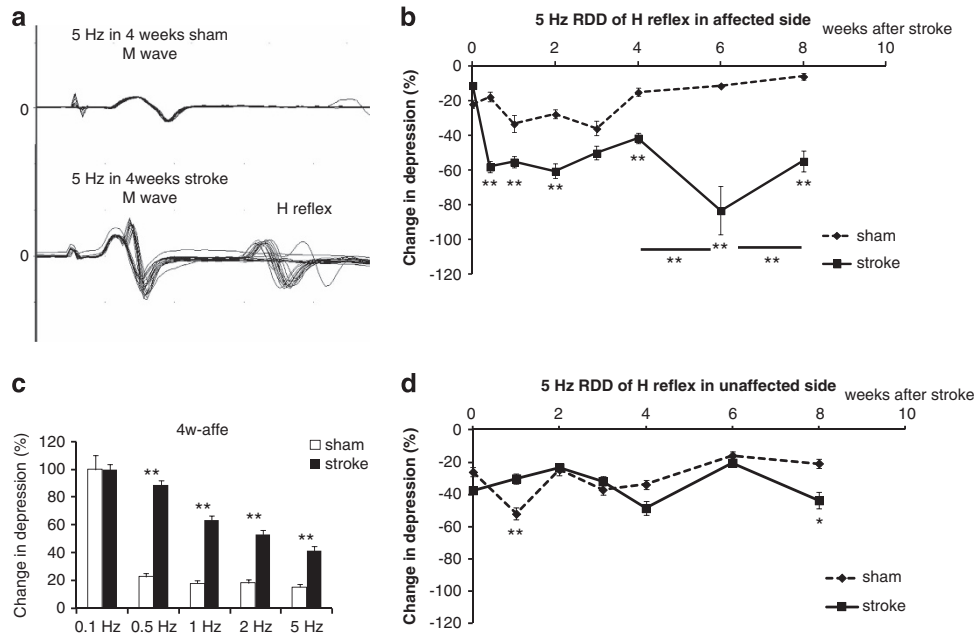 a
5 Hz in 4 weeks sham
M wave
0
5 Hz in 4weeks stroke
M wave
H reflex
0
b
5 Hz RDD of H reflex in affected side
weeks after stroke
0 2 4 6 8 10
Change in depression (%)
0
-20
-40
-60
-80
-100
-120
** ** ** ** ** **
** **
sham
stroke
c
4w-affe
Change in depression (%)
120
100
80
60
40
20
0
sham
stroke
** ** ** **
0.1 Hz 0.5 Hz 1 Hz 2 Hz 5 Hz
d
5 Hz RDD of H reflex in unaffected side
weeks after stroke
0 2 4 6 8 10
Change in depression (%)
0
-20
-40
-60
-80
-100
-120
** *
sham
stroke